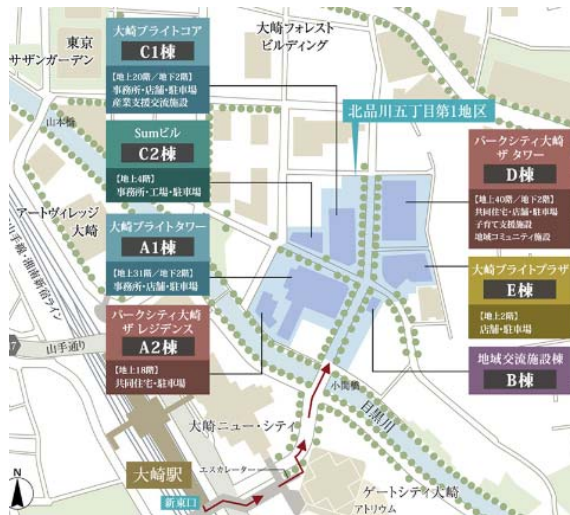 大崎ブライトコア
C1棟
【地上20階／地下2階】
事務所・店舗・駐車場
産業支援交流施設
大崎フォレスト
ビルディング
東京
サザンガーデン
山本橋
Sumビル
C2棟
【地上4階】
事務所・工場・駐車場
北品川五丁目第1地区
パークシティ大崎
ザ タワー
D棟
【地上40階／地下2階】
共同住宅・店舗・駐車場
子育て支援施設
地域コミュニティ施設
アートヴィレッジ
大崎
大崎ブライトタワー
A1棟
【地上31階／地下2階】
事務所・店舗・駐車場
山手線・湘南新宿ライン
大崎ブライトプラザ
E棟
【地上2階】
店舗・駐車場
パークシティ大崎
ザ レジデンス
A2棟
【地上18階】
共同住宅・駐車場
山手通り
地域交流施設棟
B棟
小関橋
目黒川
大崎ニュー・シティ
エスカレーター
大崎駅
新東口
ゲートシティ大崎
アトリウム
N